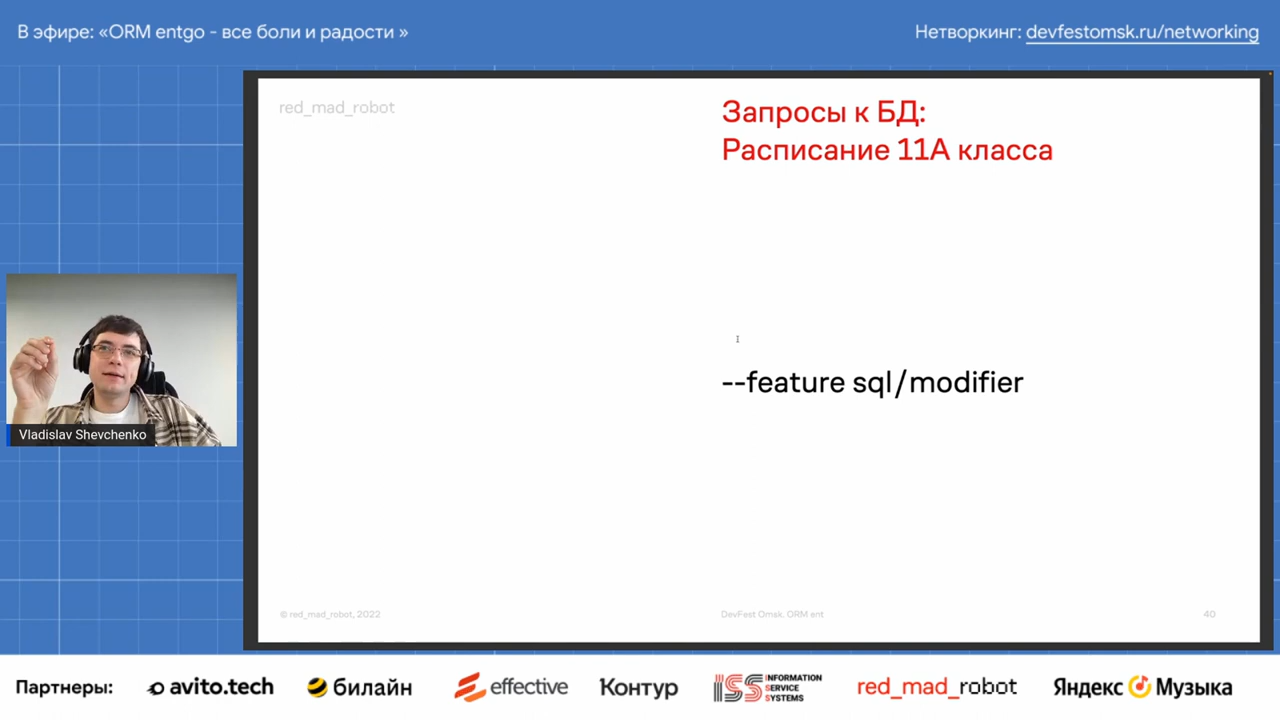 В эфире: «ORM entgo - все боли и радости »
Нетворкинг: devfestomsk.ru/networking
red_mad_robot
Запросы к БД:
Расписание 11А класса
--feature sql/modifier
Vladislav Shevchenko
© red_mad_robot, 2022
DevFest Omsk. ORM ent
40
Партнеры:
avito.tech
билайн
effective
Контур
ISS INFORMATION
SERVICE
SYSTEMS
red_mad_robot
Яндекс Музыка